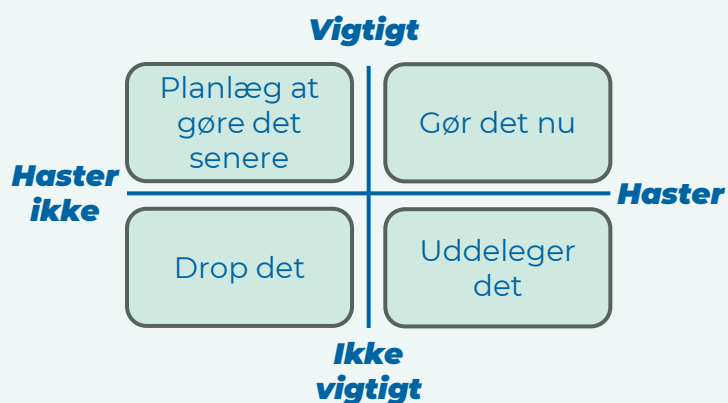 Vigtigt
Planlæg at
gøre det
senere
Gør det nu
Haster
ikke
Haster
Drop det
Uddeleger
det
Ikke
vigtigt